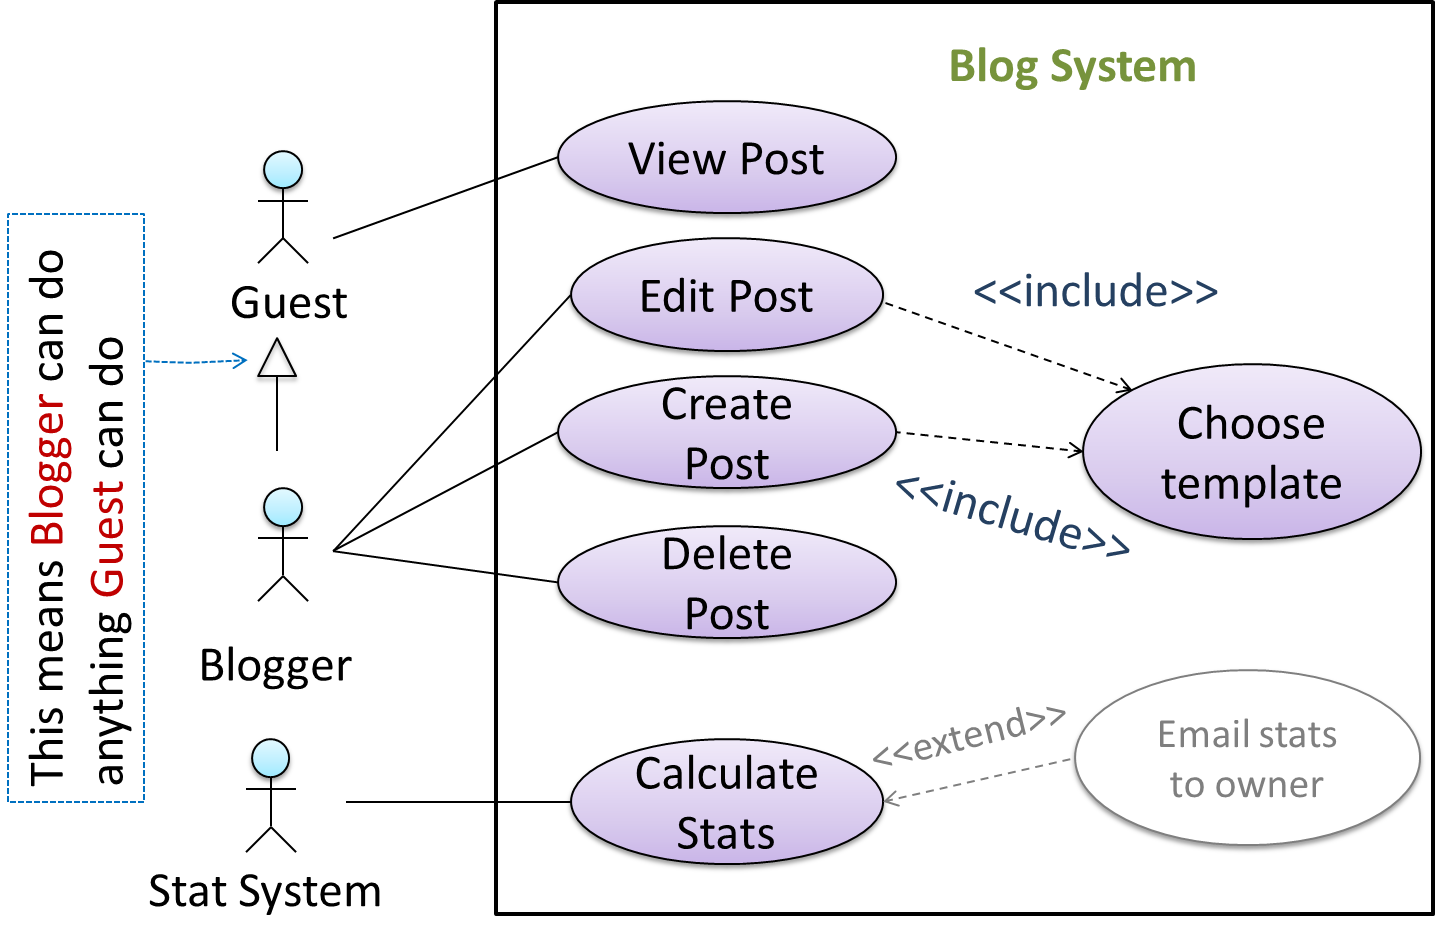 Blog System
View Post
Guest
This means Blogger can do
anything Guest can do
Edit Post
<<include>>
Create
Post
<<include>>
Choose
template
Delete
Post
Blogger
Calculate
Stats
<<extend>>
Email stats
to owner
Stat System